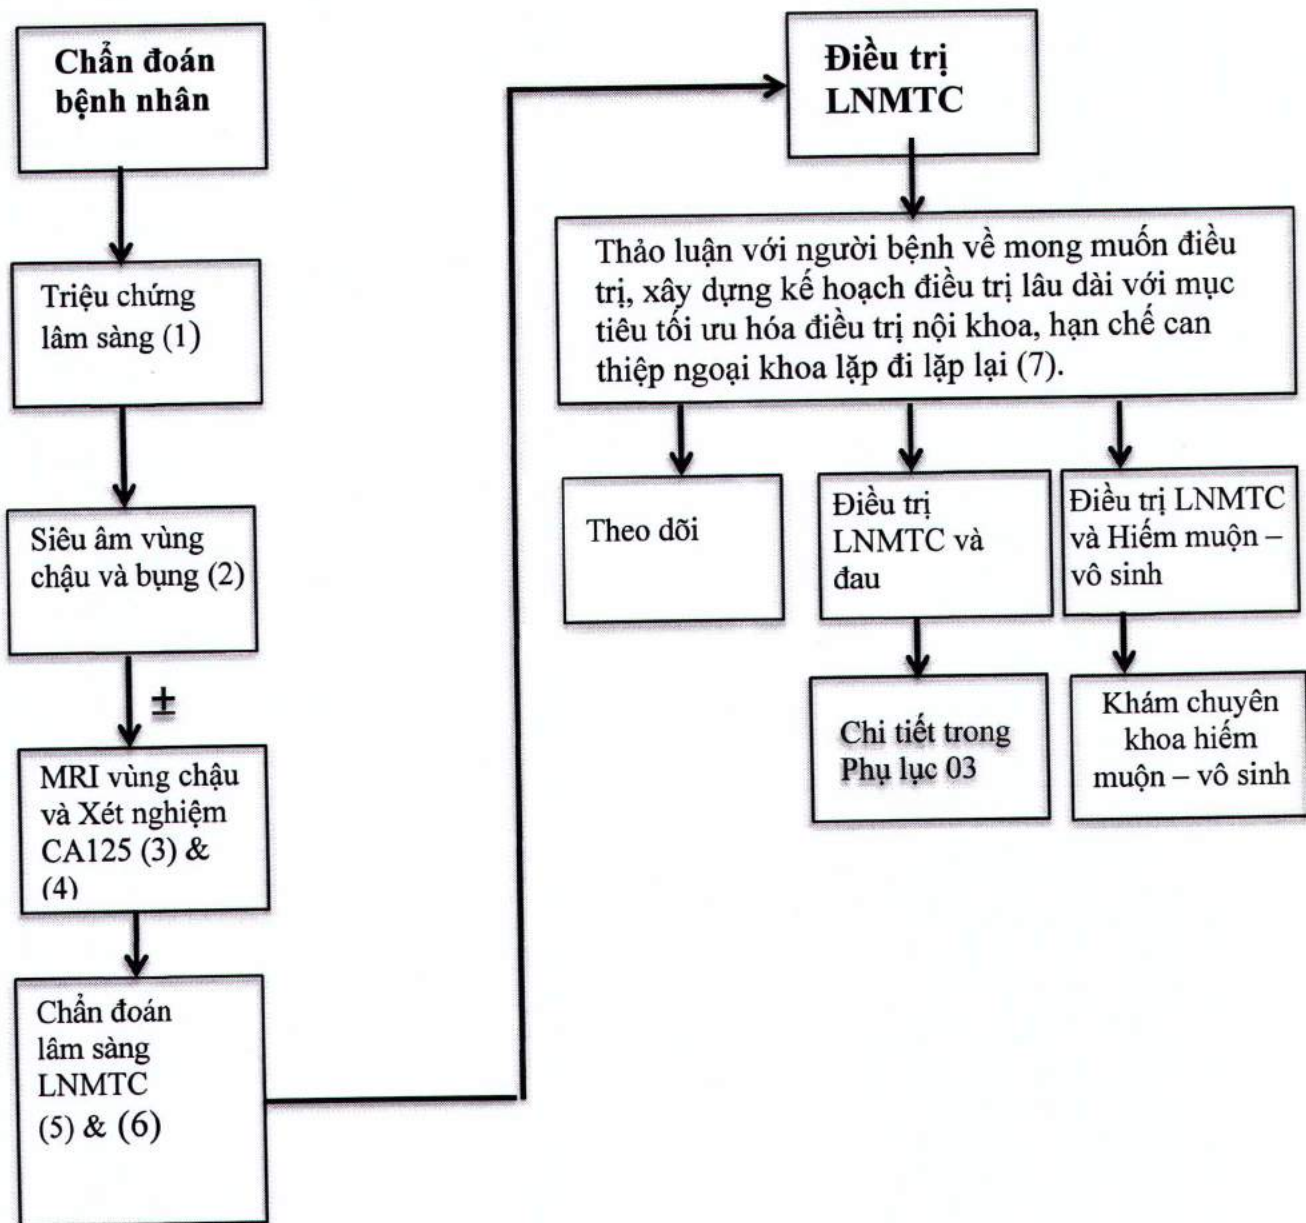 Chẩn đoán
bệnh nhân
Triệu chứng
lâm sàng (1)
Siêu âm vùng
chậu và bụng (2)
±
MRI vùng chậu
và Xét nghiệm
CA125 (3) &
(4)
Chẩn đoán
lâm sàng
LNMTC
(5) & (6)
Điều trị
LNMTC
Thảo luận với người bệnh về mong muốn điều
trị, xây dựng kế hoạch điều trị lâu dài với mục
tiêu tối ưu hóa điều trị nội khoa, hạn chế can
thiệp ngoại khoa lặp đi lặp lại (7).
Theo dõi
Điều trị
LNMTC và
đau
Điều trị LNMTC
và Hiếm muộn –
vô sinh
Chi tiết trong
Phụ lục 03
Khám chuyên
khoa hiếm
muộn – vô sinh